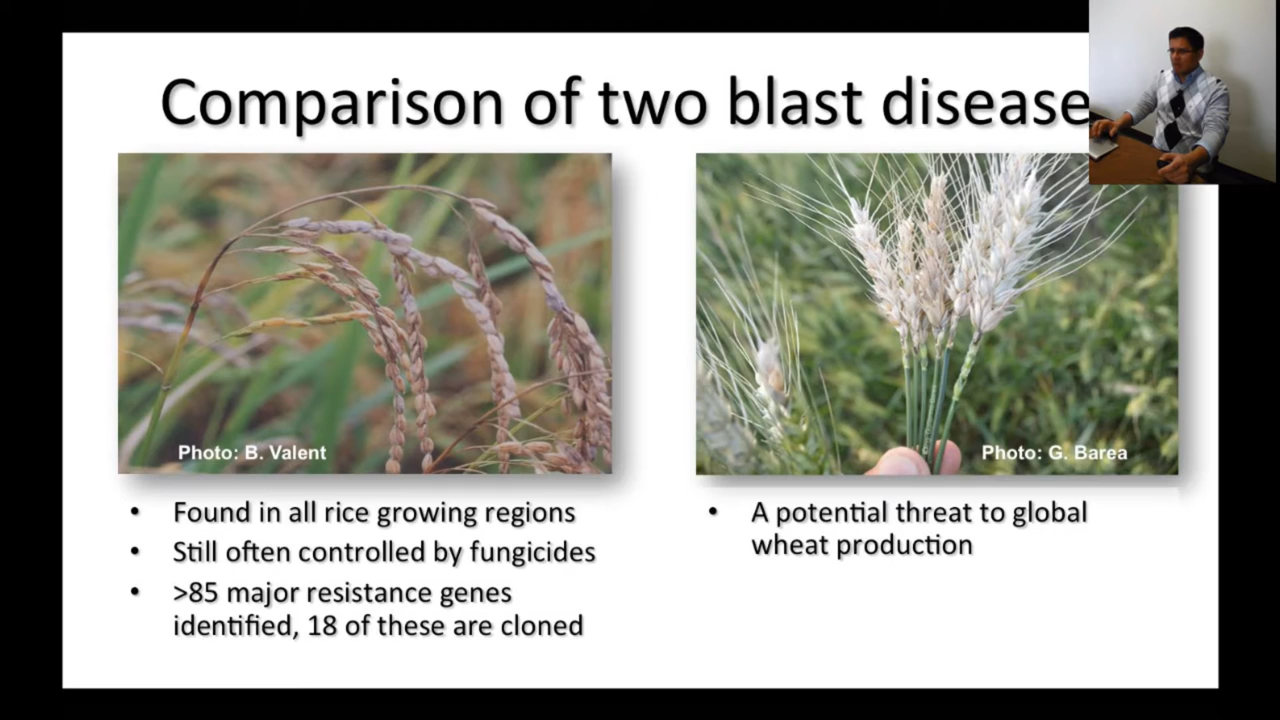 Comparison of two blast disease
Photo: B. Valent
Photo: G. Barea
• Found in all rice growing regions
• Still often controlled by fungicides
• >85 major resistance genes
identified, 18 of these are cloned
• A potential threat to global
wheat production